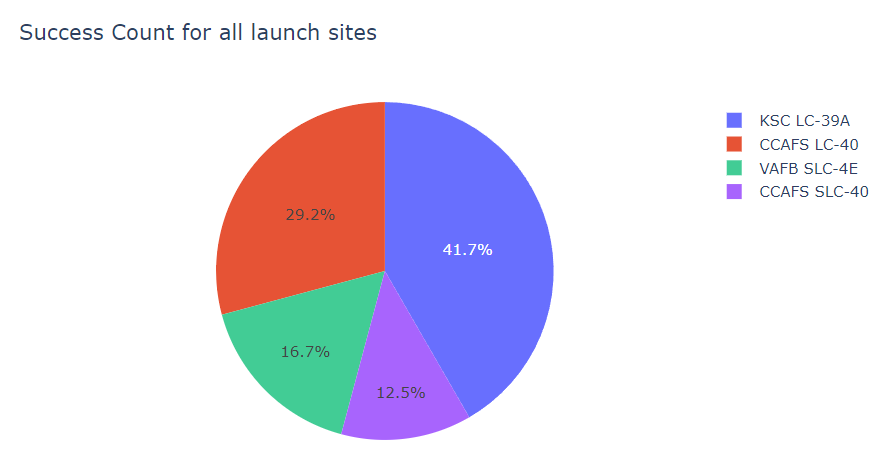 Success Count for all launch sites
KSC LC-39A
CCAFS LC-40
VAFB SLC-4E
CCAFS SLC-40
29.2%
41.7%
16.7%
12.5%